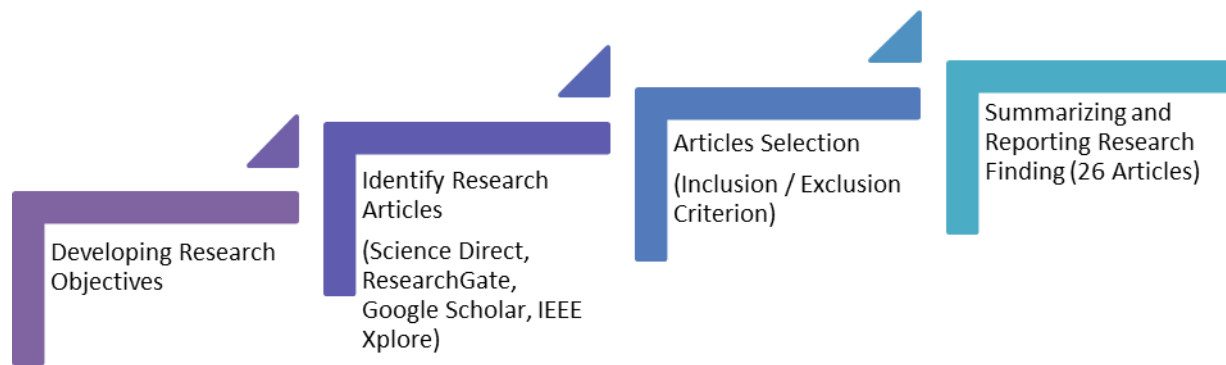 Developing Research
Objectives
Identify Research
Articles
(Science Direct,
ResearchGate,
Google Scholar, IEEE
Xplore)
Articles Selection
(Inclusion / Exclusion
Criterion)
Summarizing and
Reporting Research
Finding (26 Articles)